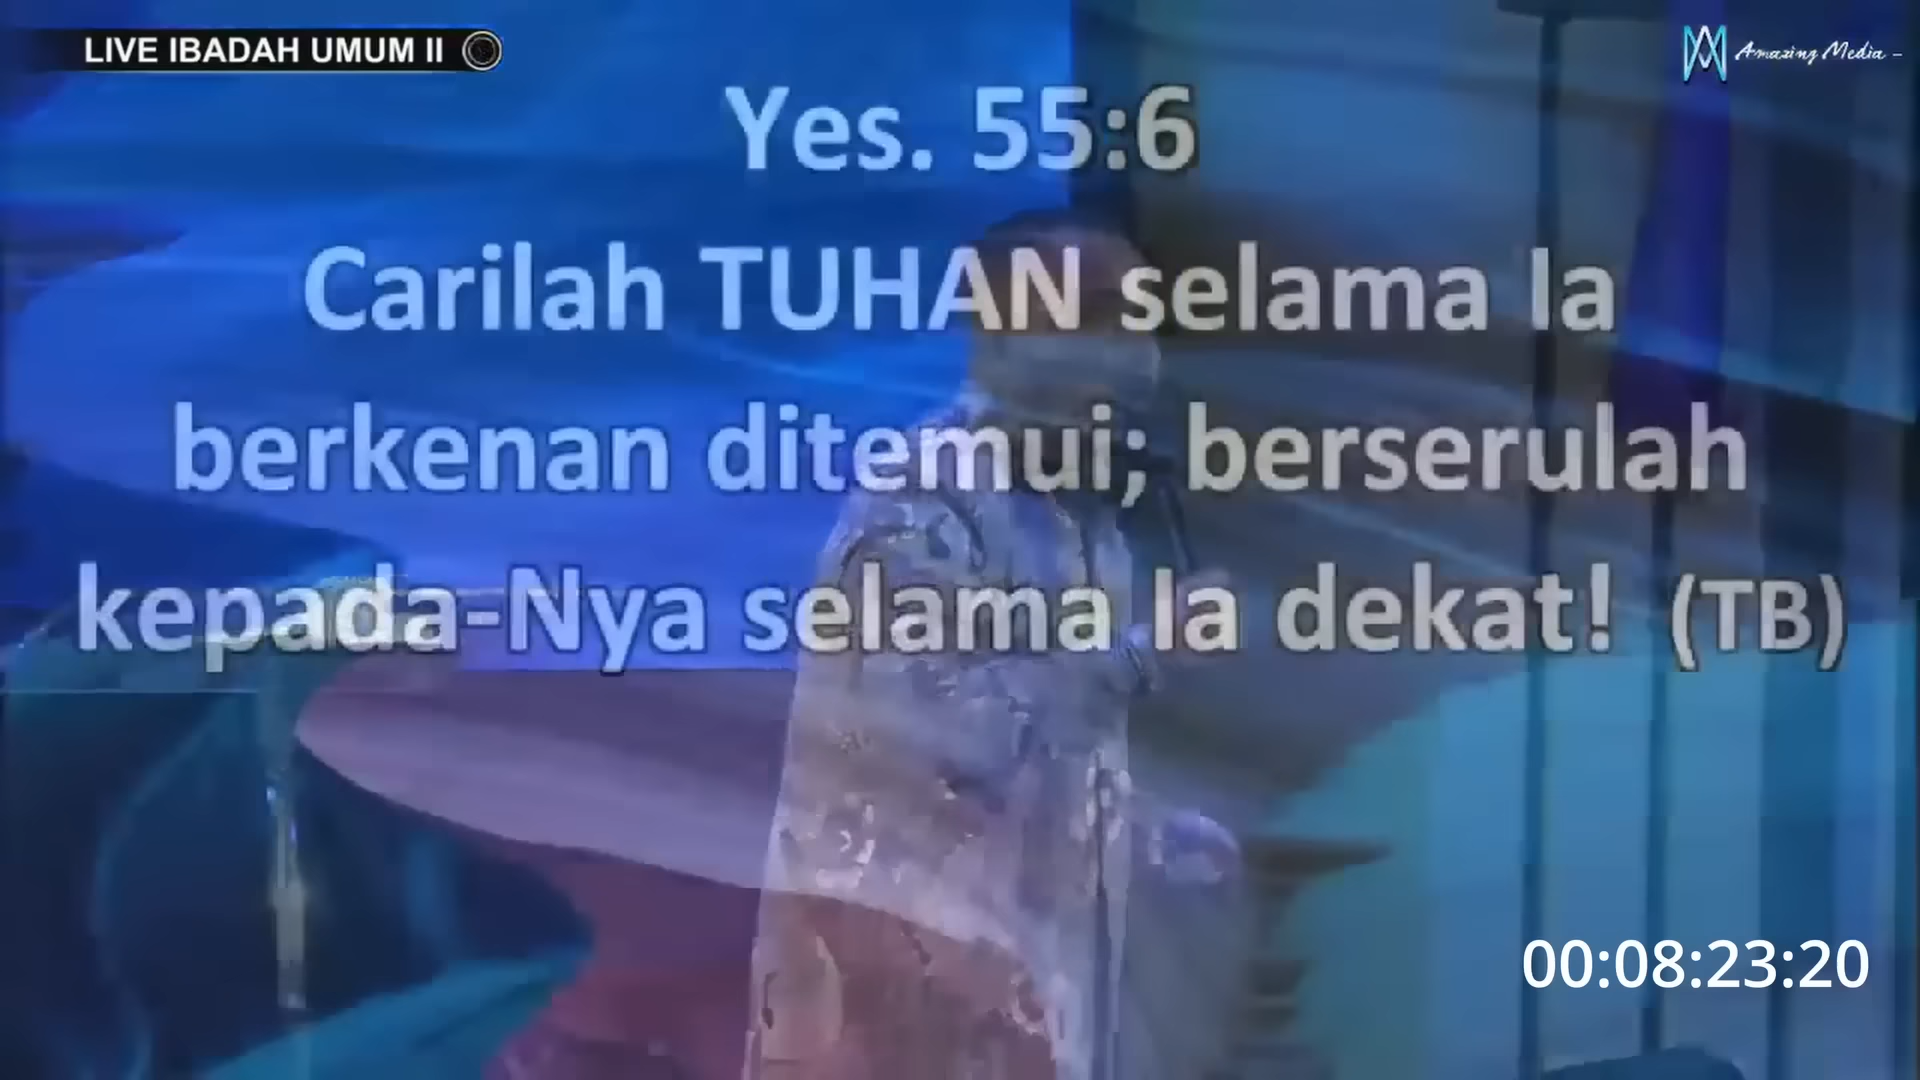 LIVE IBADAH UMUM II
Amazing Media -
Yes. 55:6
Carilah TUHAN selama Ia
berkenan ditemui; berserulah
kepada-Nya selama Ia dekat! (TB)
00:08:23:20